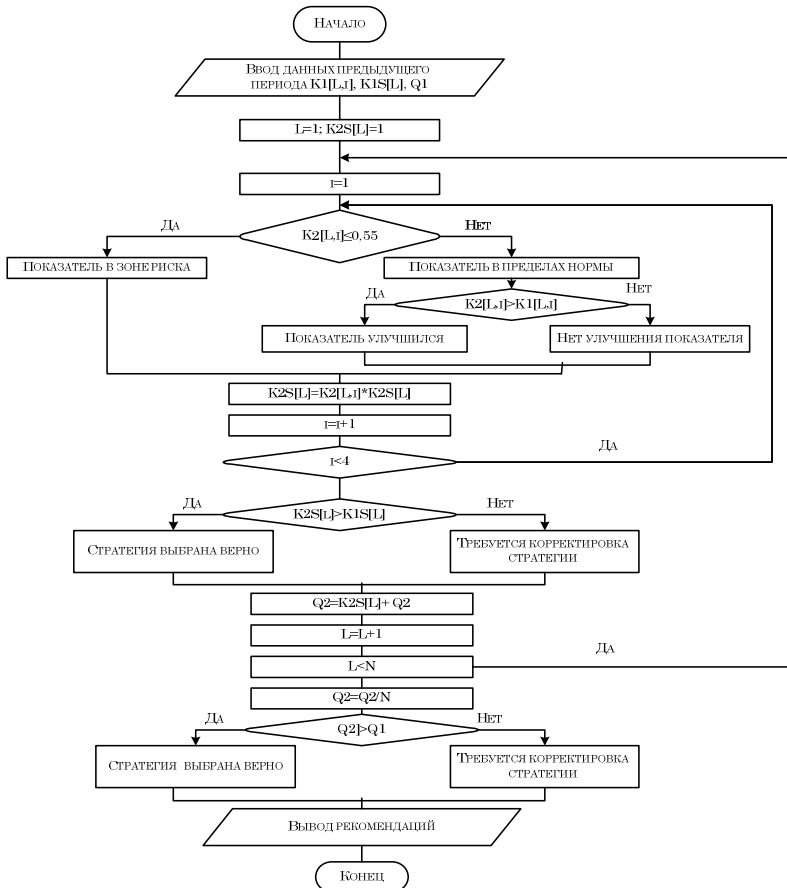 Начало
Ввод данных предыдущего
периода K1[L,i], K1S[L], Q1
L=1; K2S[L]=1
i=1
Да
Нет
K2[L,i]≤0,55
Показатель в зоне риска
Показатель в пределах нормы
Да
Нет
K2[L,i]>K1[L,i]
Показатель улучшился
Нет улучшения показателя
K2S[L]=K2[L,i]*K2S[L]
i=i+1
Да
i<4
Да
Нет
K2S[L]>K1S[L]
Стратегия выбрана верно
Требуется корректировка
стратегии
Q2=K2S[L]+ Q2
L=L+1
Да
L<N
Q2=Q2/N
Да
Нет
Q2]>Q1
Стратегия выбрана верно
Требуется корректировка
стратегии
Вывод рекомендаций
Конец